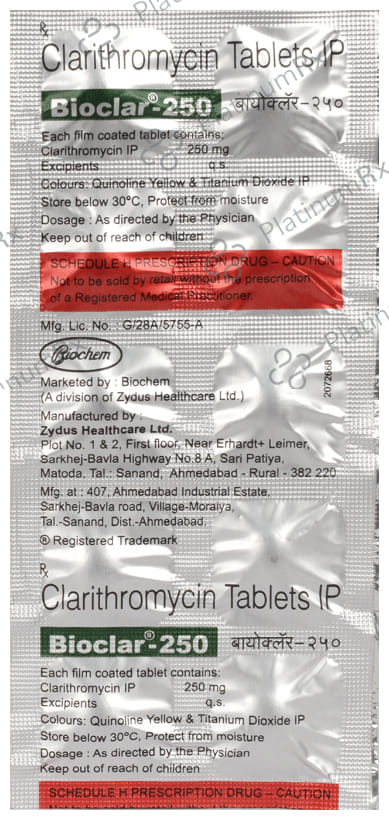 Rx
Clarithromycin Tablets IP
Bioclar®-250 बायोक्लॅर-२५०
Each film coated tablet contains:
Clarithromycin IP 250 mg
Excipients q.s.
Colours: Quinoline Yellow & Titanium Dioxide IP
Store below 30°C, Protect from moisture
Dosage : As directed by the Physician
Keep out of reach of children
SCHEDULE H PRESCRIPTION DRUG – CAUTION
Not to be sold by retail without the prescription
of a Registered Medical Practitioner.
Mfg. Lic. No. : G/28A/5755-A
Biochem
Marketed by : Biochem
(A division of Zydus Healthcare Ltd.)
2072668
Manufactured by :
Zydus Healthcare Ltd.
Plot No. 1 & 2, First floor, Near Erhardt+ Leimer,
Sarkhej-Bavla Highway No.8 A, Sari Patiya,
Matoda, Tal.: Sanand, Ahmedabad - Rural - 382 220
Mfg. at : 407, Ahmedabad Industrial Estate,
Sarkhej-Bavla road, Village-Moraiya,
Tal.-Sanand, Dist.-Ahmedabad.
® Registered Trademark
Rx
Clarithromycin Tablets IP
Bioclar®-250 बायोक्लॅर-२५०
Each film coated tablet contains:
Clarithromycin IP 250 mg
Excipients q.s.
Colours: Quinoline Yellow & Titanium Dioxide IP
Store below 30°C, Protect from moisture
Dosage : As directed by the Physician
Keep out of reach of children
SCHEDULE H PRESCRIPTION DRUG – CAUTION
PlatinumRx
PlatinumRx